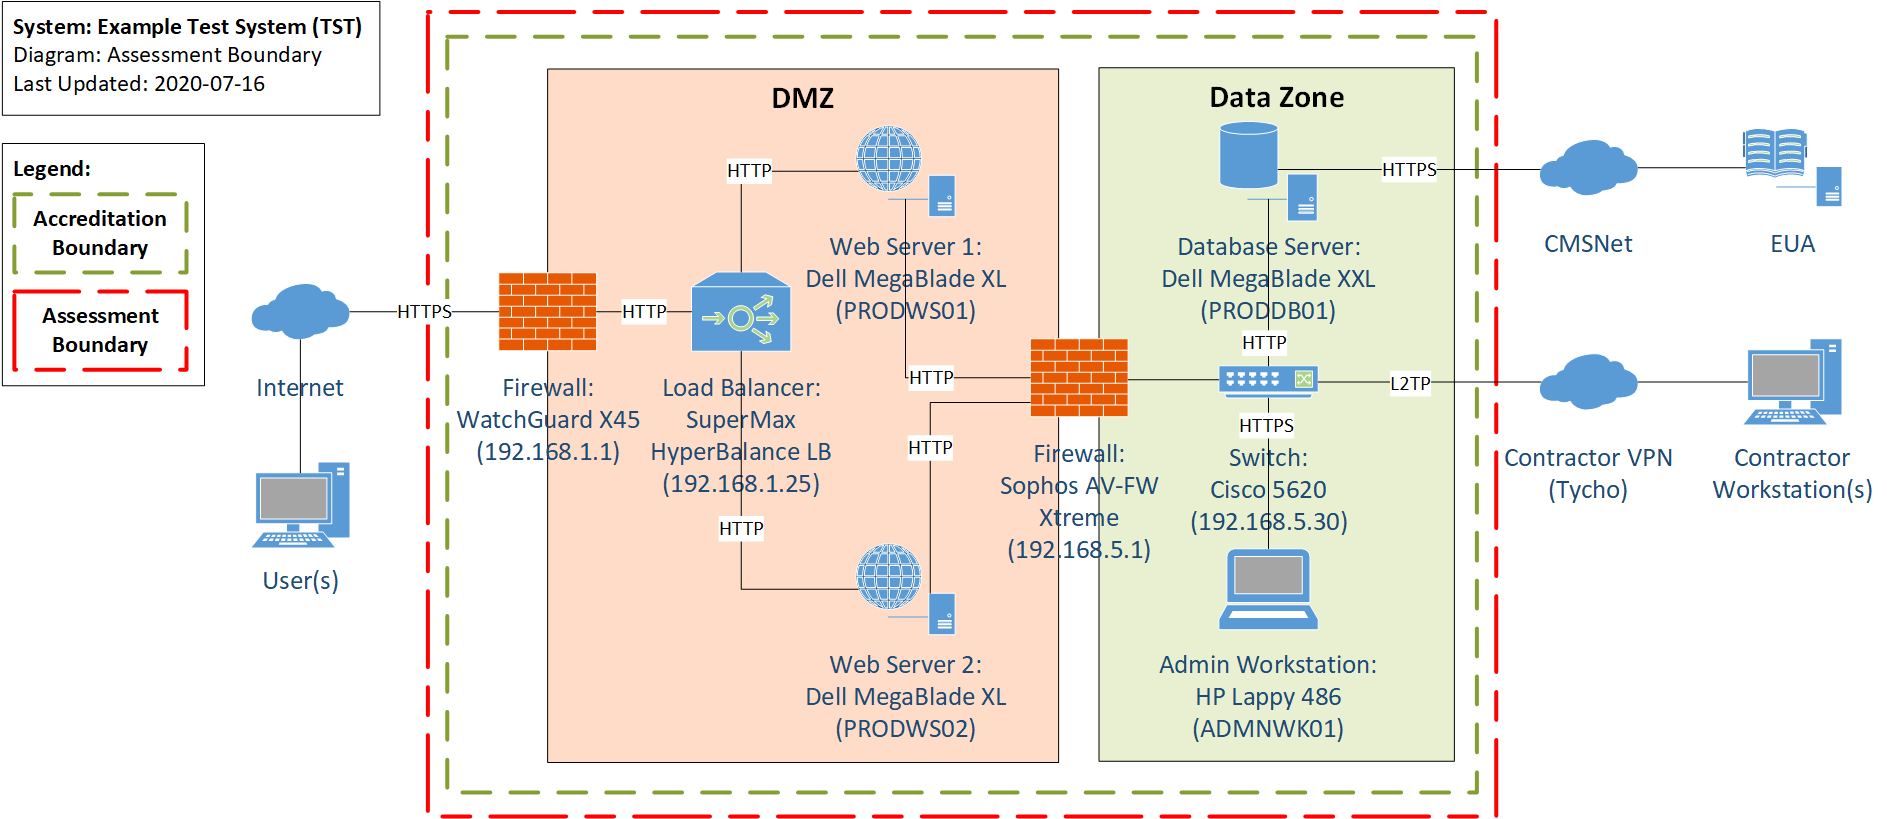 System: Example Test System (TST)
Diagram: Assessment Boundary
Last Updated: 2020-07-16
Legend:
Accreditation
Boundary
Assessment
Boundary
Internet
User(s)
HTTPS
Firewall:
WatchGuard X45
(192.168.1.1)
HTTP
DMZ
Load Balancer:
SuperMax
HyperBalance LB
(192.168.1.25)
HTTP
Web Server 1:
Dell MegaBlade XL
(PRODWS01)
HTTP
Web Server 2:
Dell MegaBlade XL
(PRODWS02)
HTTP
HTTP
Firewall:
Sophos AV-FW
Xtreme
(192.168.5.1)
Data Zone
Database Server:
Dell MegaBlade XXL
(PRODDB01)
HTTP
HTTPS
Switch:
Cisco 5620
(192.168.5.30)
Admin Workstation:
HP Lappy 486
(ADMNWK01)
HTTPS
CMSNet
EUA
L2TP
Contractor VPN
(Tycho)
Contractor
Workstation(s)